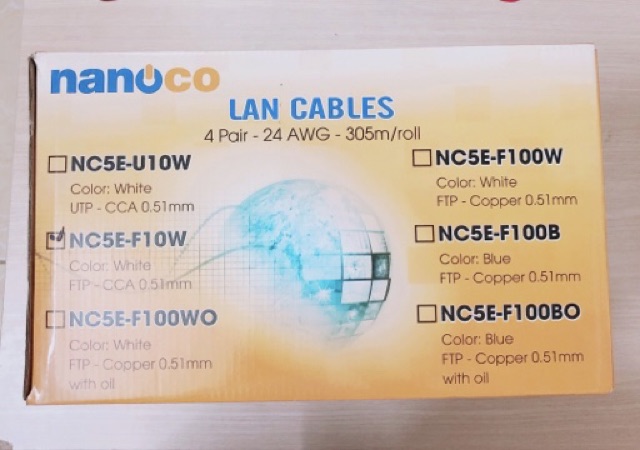 nanoco
LAN CABLES
4 Pair - 24 AWG - 305m/roll
NC5E-U10W
Color: White
UTP - CCA 0.51mm
NC5E-F10W
Color: White
FTP - CCA 0.51mm
NC5E-F100WO
Color: White
FTP - Copper 0.51mm
with oil
NC5E-F100W
Color: White
FTP - Copper 0.51mm
NC5E-F100B
Color: Blue
FTP - Copper 0.51mm
NC5E-F100BO
Color: Blue
FTP - Copper 0.51mm
with oil